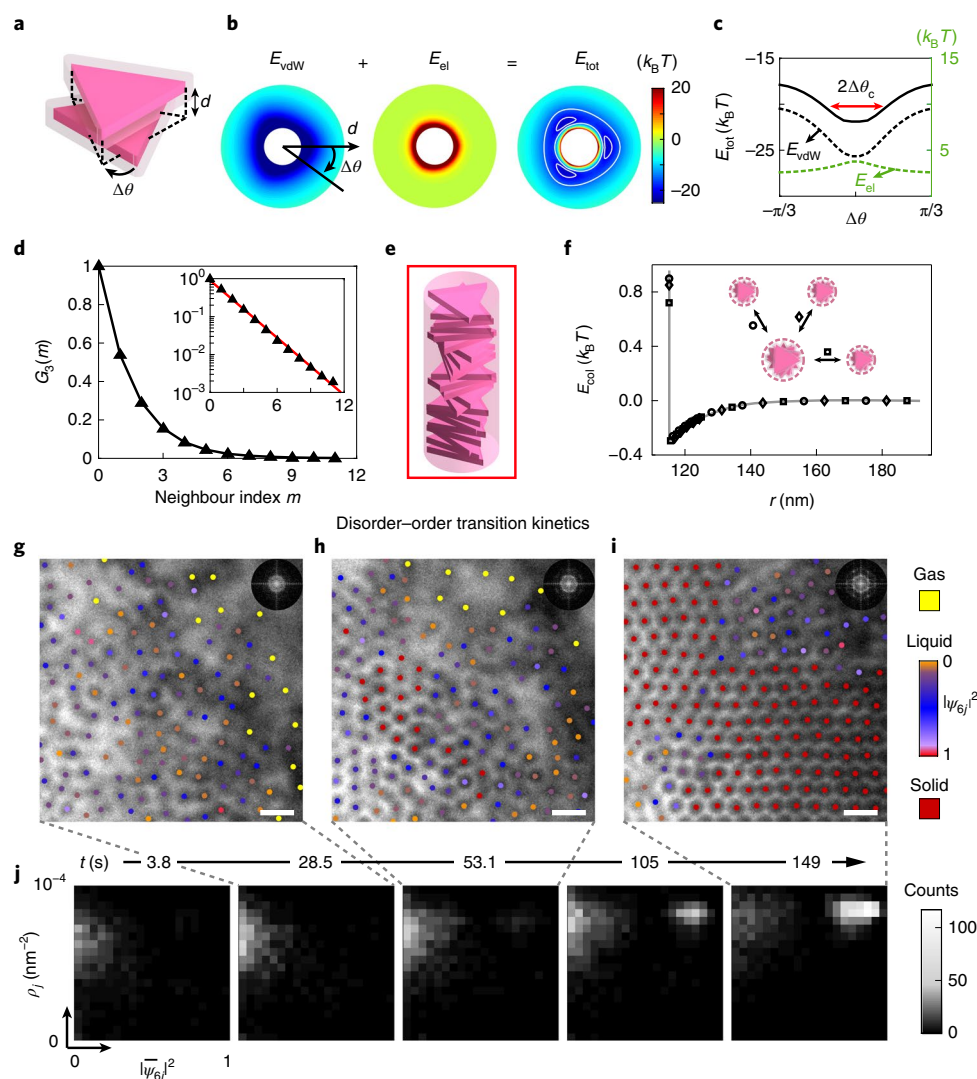 a
d
Δθ
b
E_vdW + E_el = E_tot (k_BT)
d
Δθ
20
0
−20
c
(k_BT)
−15
−25
E_tot (k_BT)
15
5
2Δθ_c
E_vdW
E_el
−π/3
Δθ
π/3
d
G_3(m)
1
0.8
0.6
0.4
0.2
0
0 3 6 9 12
Neighbour index m
10^0
10^−1
10^−2
10^−3
0 6 12
e
f
E_col (k_BT)
0.8
0.4
0.0
−0.4
120 140 160 180
r (nm)
Disorder–order transition kinetics
g
h
i
Gas
Liquid
0
|ψ_6j|^2
1
Solid
t (s) 3.8 28.5 53.1 105 149
j
10^−4
ρ_j (nm^−2)
0
0 1
|ψ̅_6j|^2
Counts
100
50
0